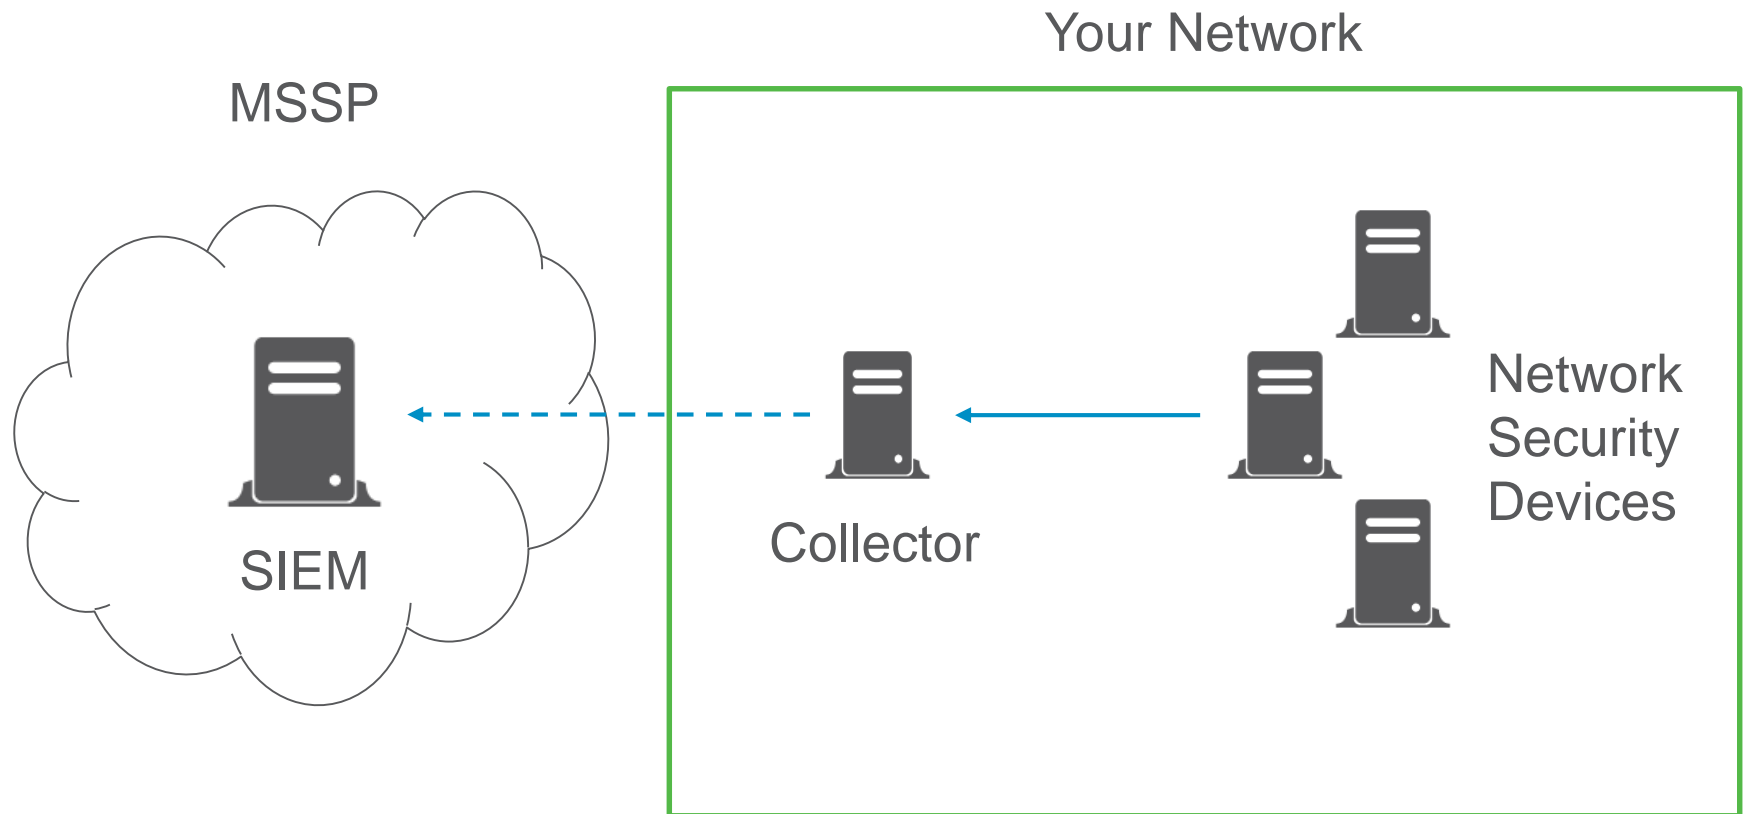 Your Network
MSSP
SIEM
Collector
Network
Security
Devices